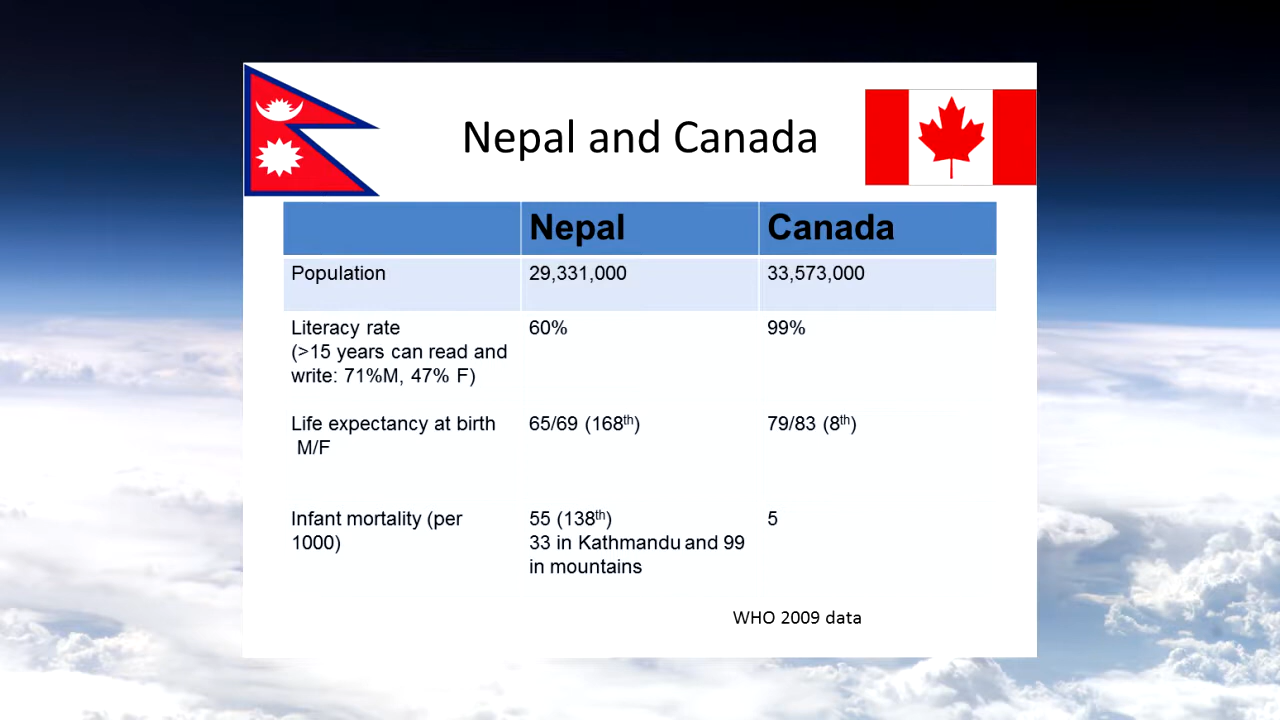 Nepal and Canada
Nepal Canada
Population 29,331,000 33,573,000
Literacy rate 60% 99%
(>15 years can read and
write: 71%M, 47% F)
Life expectancy at birth 65/69 (168th) 79/83 (8th)
M/F
Infant mortality (per 55 (138th) 5
1000) 33 in Kathmandu and 99
in mountains
WHO 2009 data